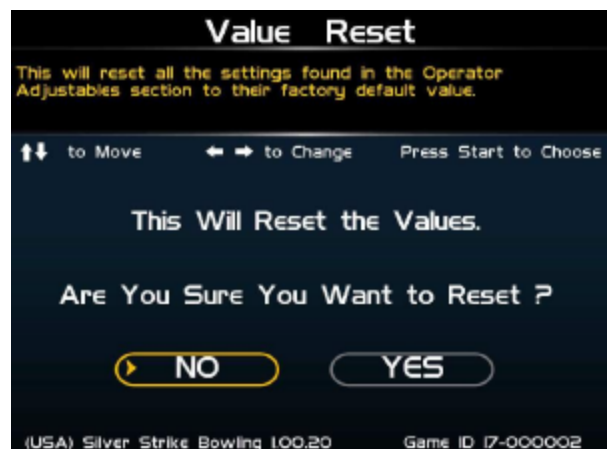 Value Reset
This will reset all the settings found in the Operator
Adjustables section to their factory default value.
to Move to Change Press Start to Choose
This Will Reset the Values.
Are You Sure You Want to Reset ?
NO YES
(USA) Silver Strike Bowling 1.00.20 Game ID 17-000002